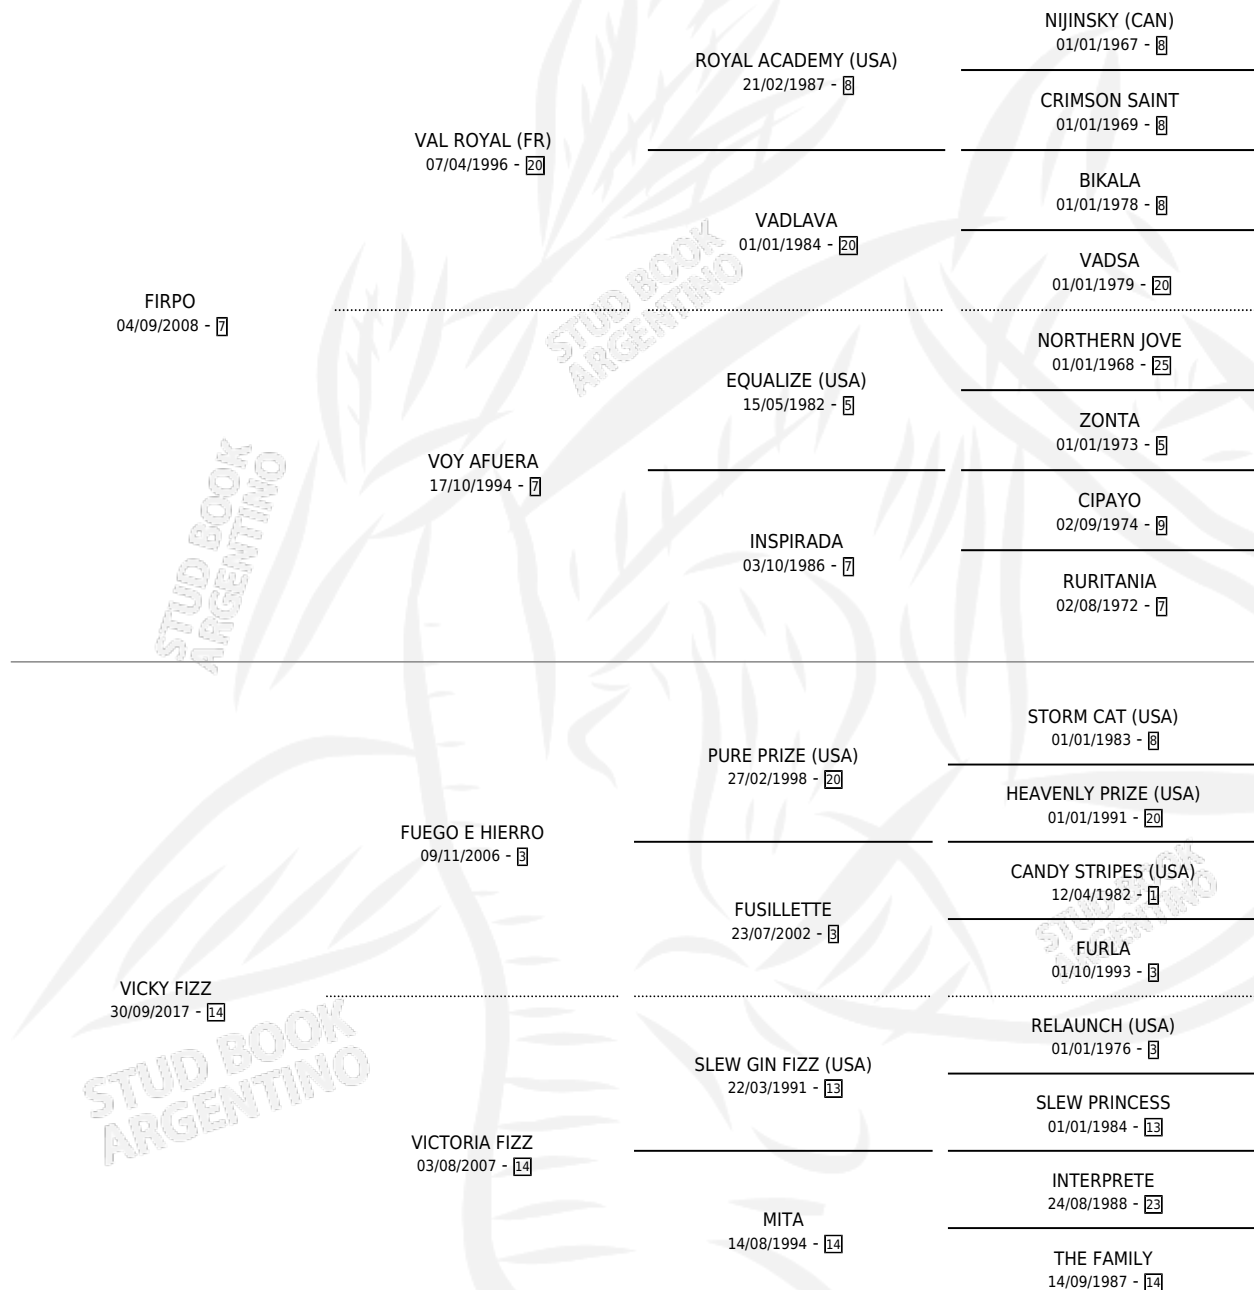 NIJINSKY (CAN)
01/01/1967 - 8
ROYAL ACADEMY (USA)
21/02/1987 - 8
CRIMSON SAINT
01/01/1969 - 8
VAL ROYAL (FR)
07/04/1996 - 20
BIKALA
01/01/1978 - 8
VADLAVA
01/01/1984 - 20
VADSA
01/01/1979 - 20
FIRPO
04/09/2008 - 7
STUD BOOK
ARGENTINO
NORTHERN JOVE
01/01/1968 - 25
EQUALIZE (USA)
15/05/1982 - 5
ZONTA
01/01/1973 - 5
VOY AFUERA
17/10/1994 - 7
CIPAYO
02/09/1974 - 9
INSPIRADA
03/10/1986 - 7
RURITANIA
02/08/1972 - 7
STUD BOOK
ARGENTINO
STORM CAT (USA)
01/01/1983 - 8
PURE PRIZE (USA)
27/02/1998 - 20
HEAVENLY PRIZE (USA)
01/01/1991 - 20
FUEGO E HIERRO
09/11/2006 - 3
CANDY STRIPES (USA)
12/04/1982 - 1
FUSILLETTE
23/07/2002 - 3
FURLA
01/10/1993 - 3
STUD BOOK
ARGENTINO
VICKY FIZZ
30/09/2017 - 14
RELAUNCH (USA)
01/01/1976 - 3
SLEW GIN FIZZ (USA)
22/03/1991 - 13
SLEW PRINCESS
01/01/1984 - 13
STUD BOOK
ARGENTINO
VICTORIA FIZZ
03/08/2007 - 14
INTERPRETE
24/08/1988 - 23
MITA
14/08/1994 - 14
THE FAMILY
14/09/1987 - 14